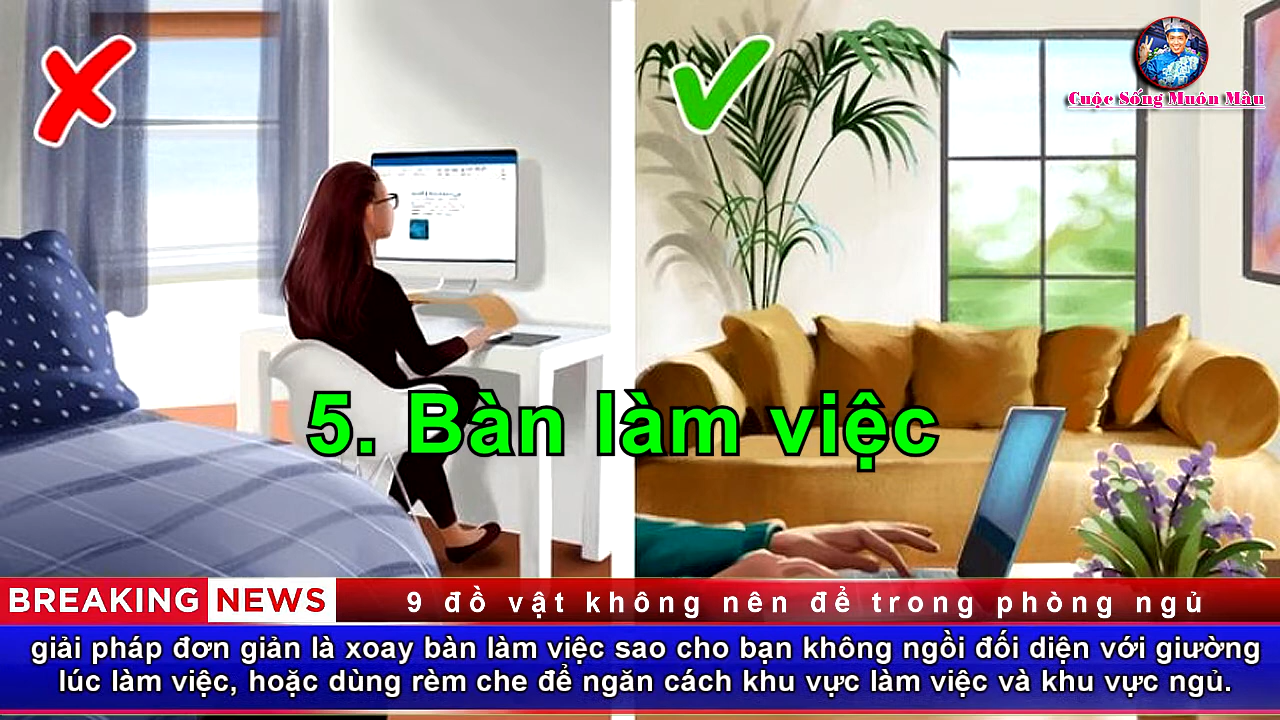 Cuộc Sống Muôn Màu
5. Bàn làm việc
BREAKING NEWS
9 đồ vật không nên để trong phòng ngủ
giải pháp đơn giản là xoay bàn làm việc sao cho bạn không ngồi đối diện với giường
lúc làm việc, hoặc dùng rèm che để ngăn cách khu vực làm việc và khu vực ngủ.